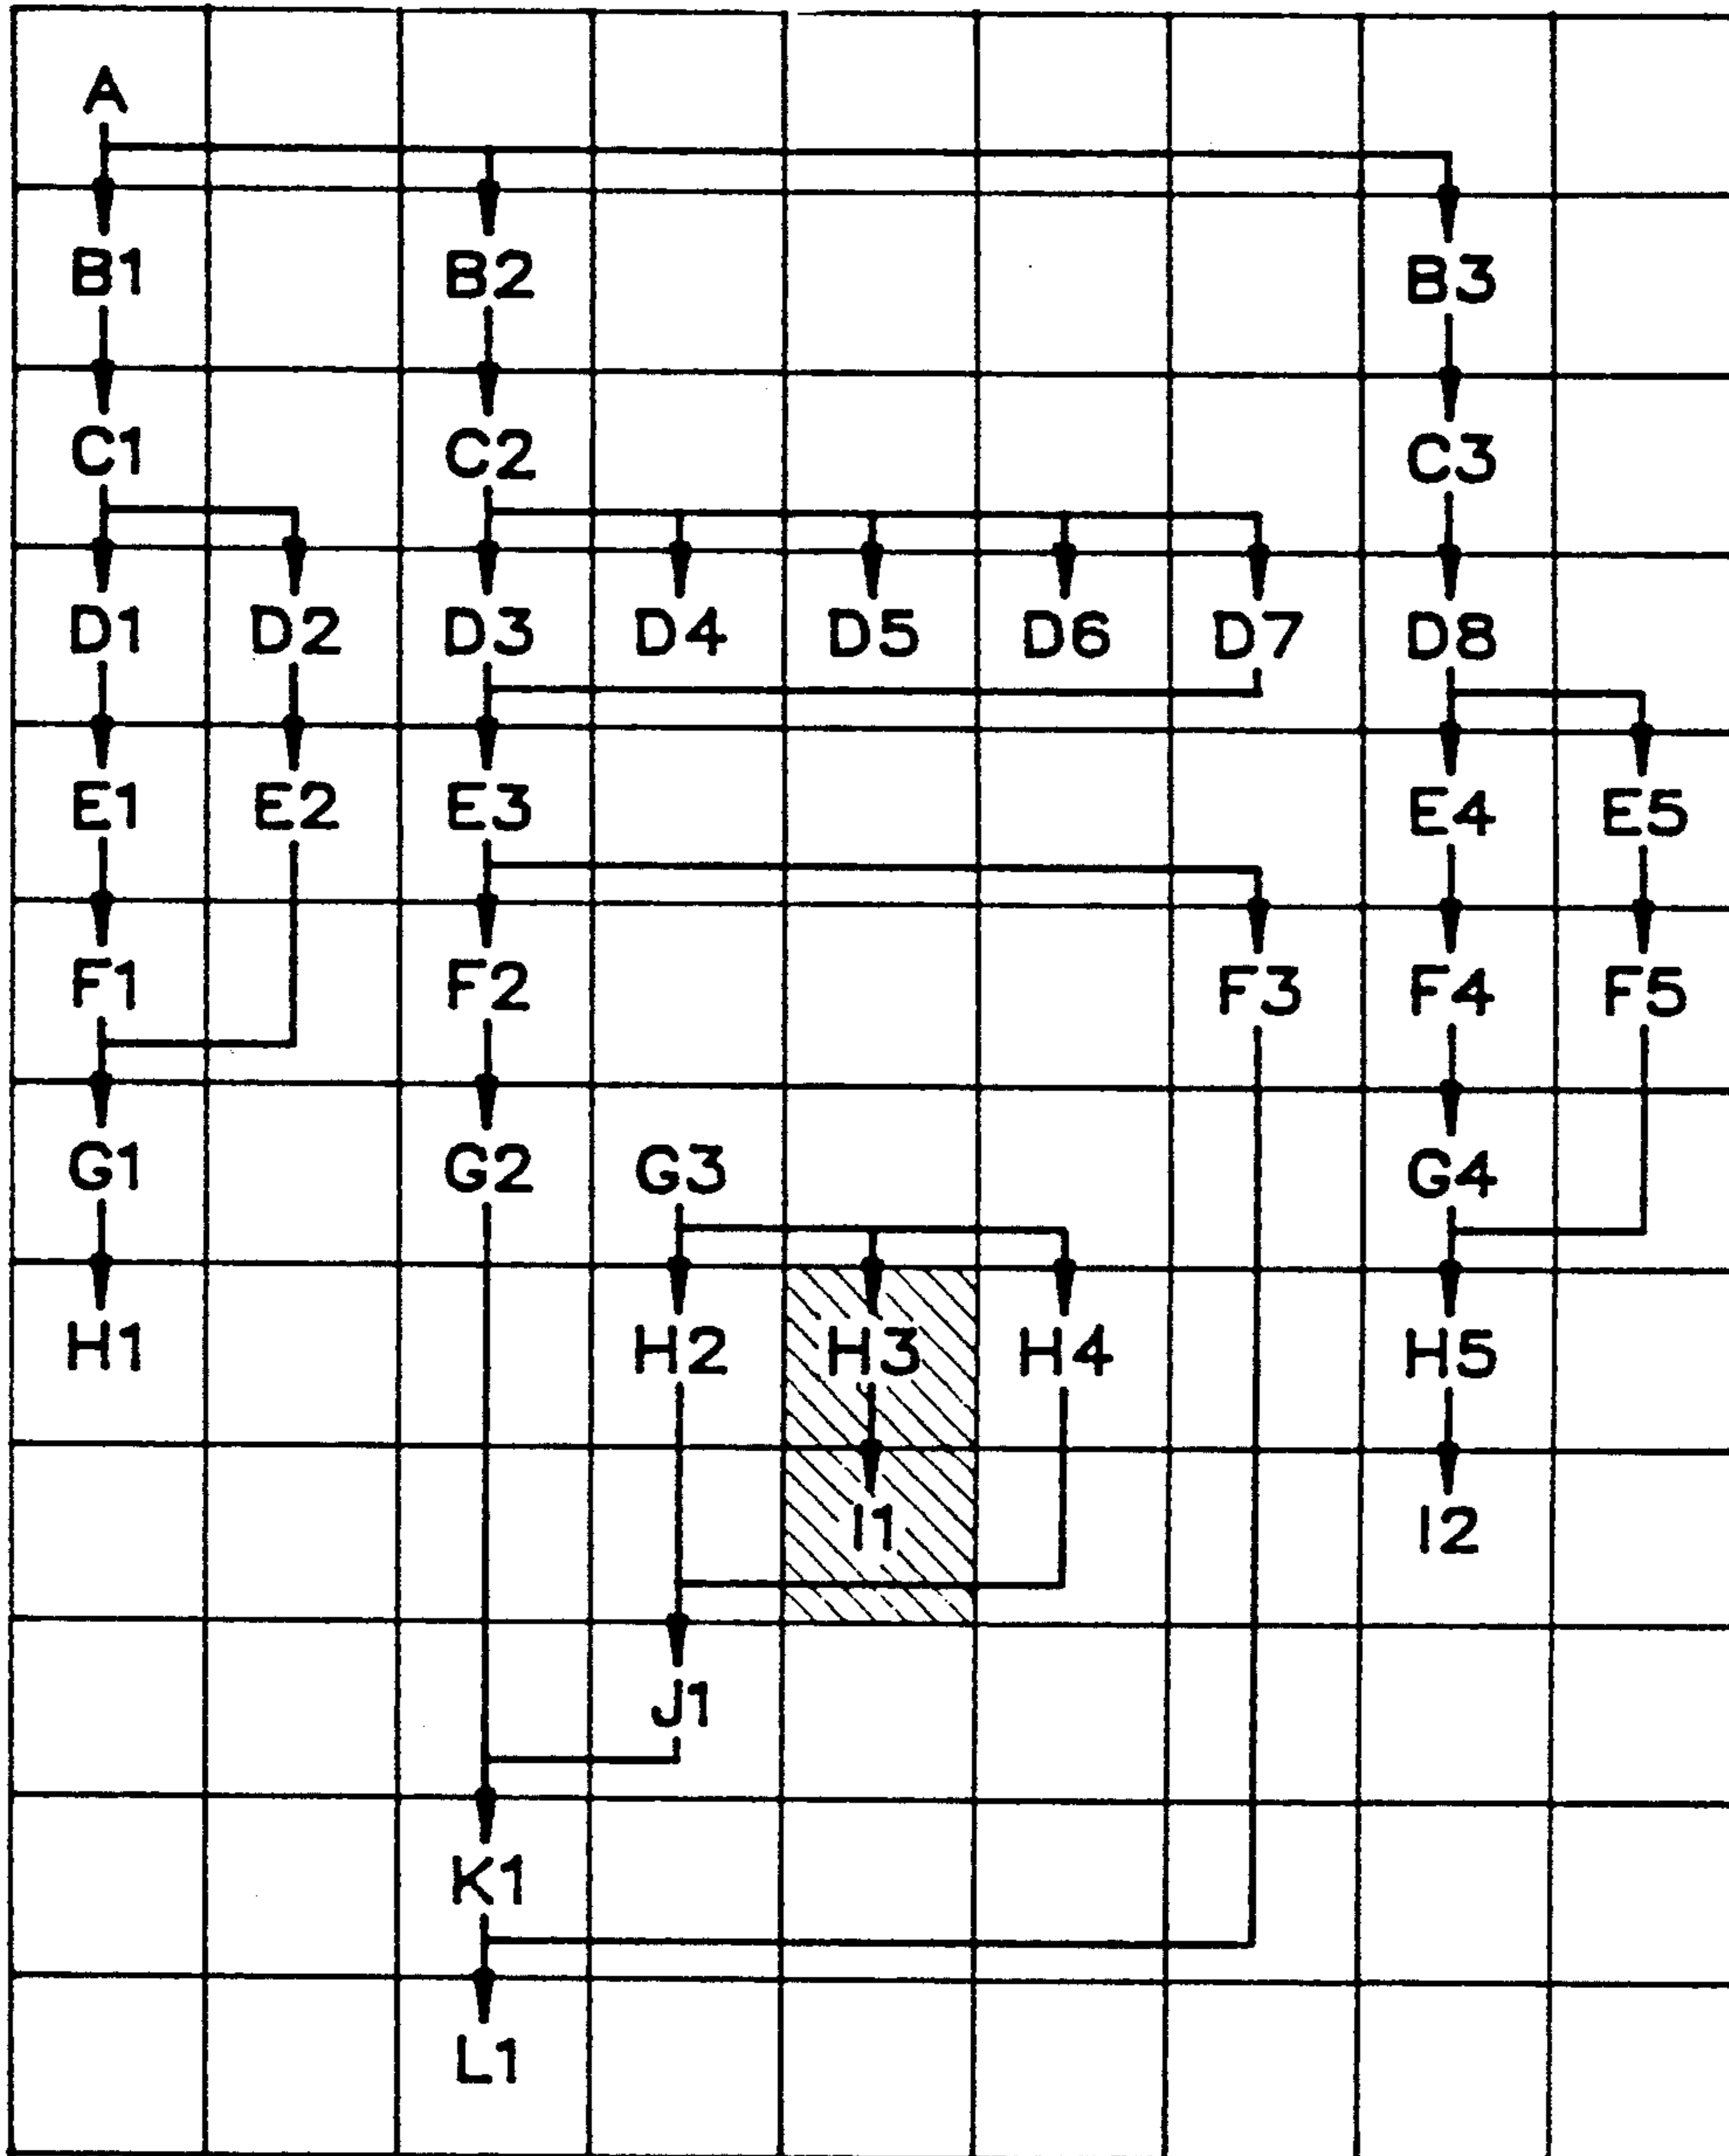 A
B1 B2 B3
C1 C2 C3
D1 D2 D3 D4 D5 D6 D7 D8
E1 E2 E3 E4 E5
F1 F2 F3 F4 F5
G1 G2 G3 G4
H1 H2 H3 H4 H5
I1 I2
J1
K1
L1